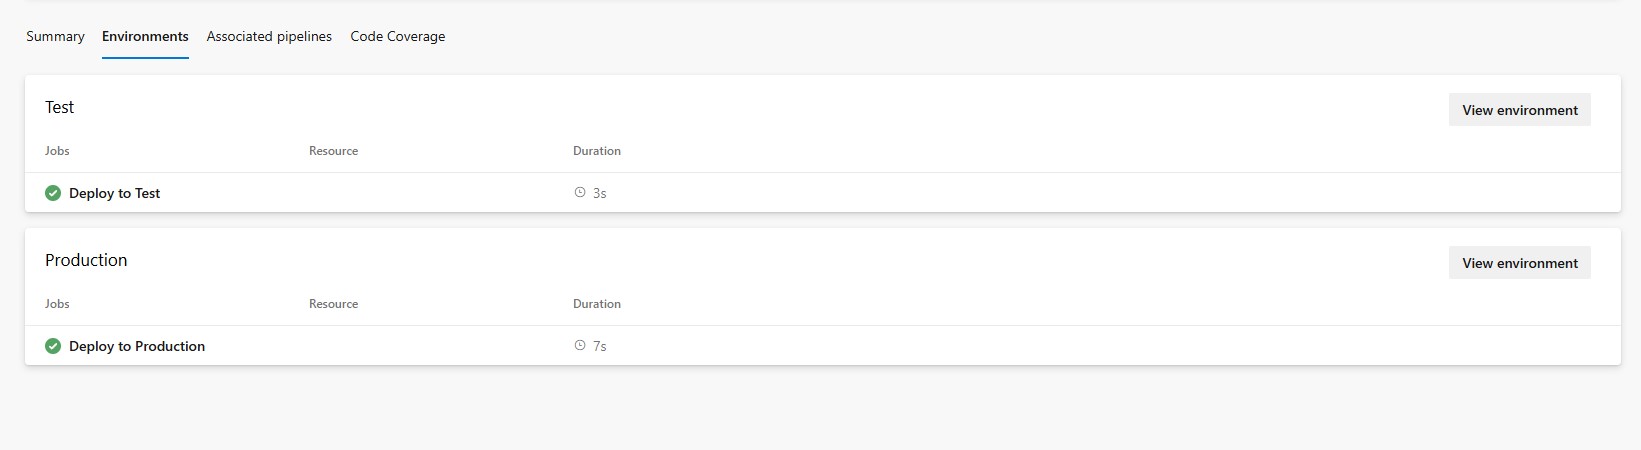 Summary Environments Associated pipelines Code Coverage
Test
View environment
Jobs Resource Duration
Deploy to Test 3s
Production
View environment
Jobs Resource Duration
Deploy to Production 7s